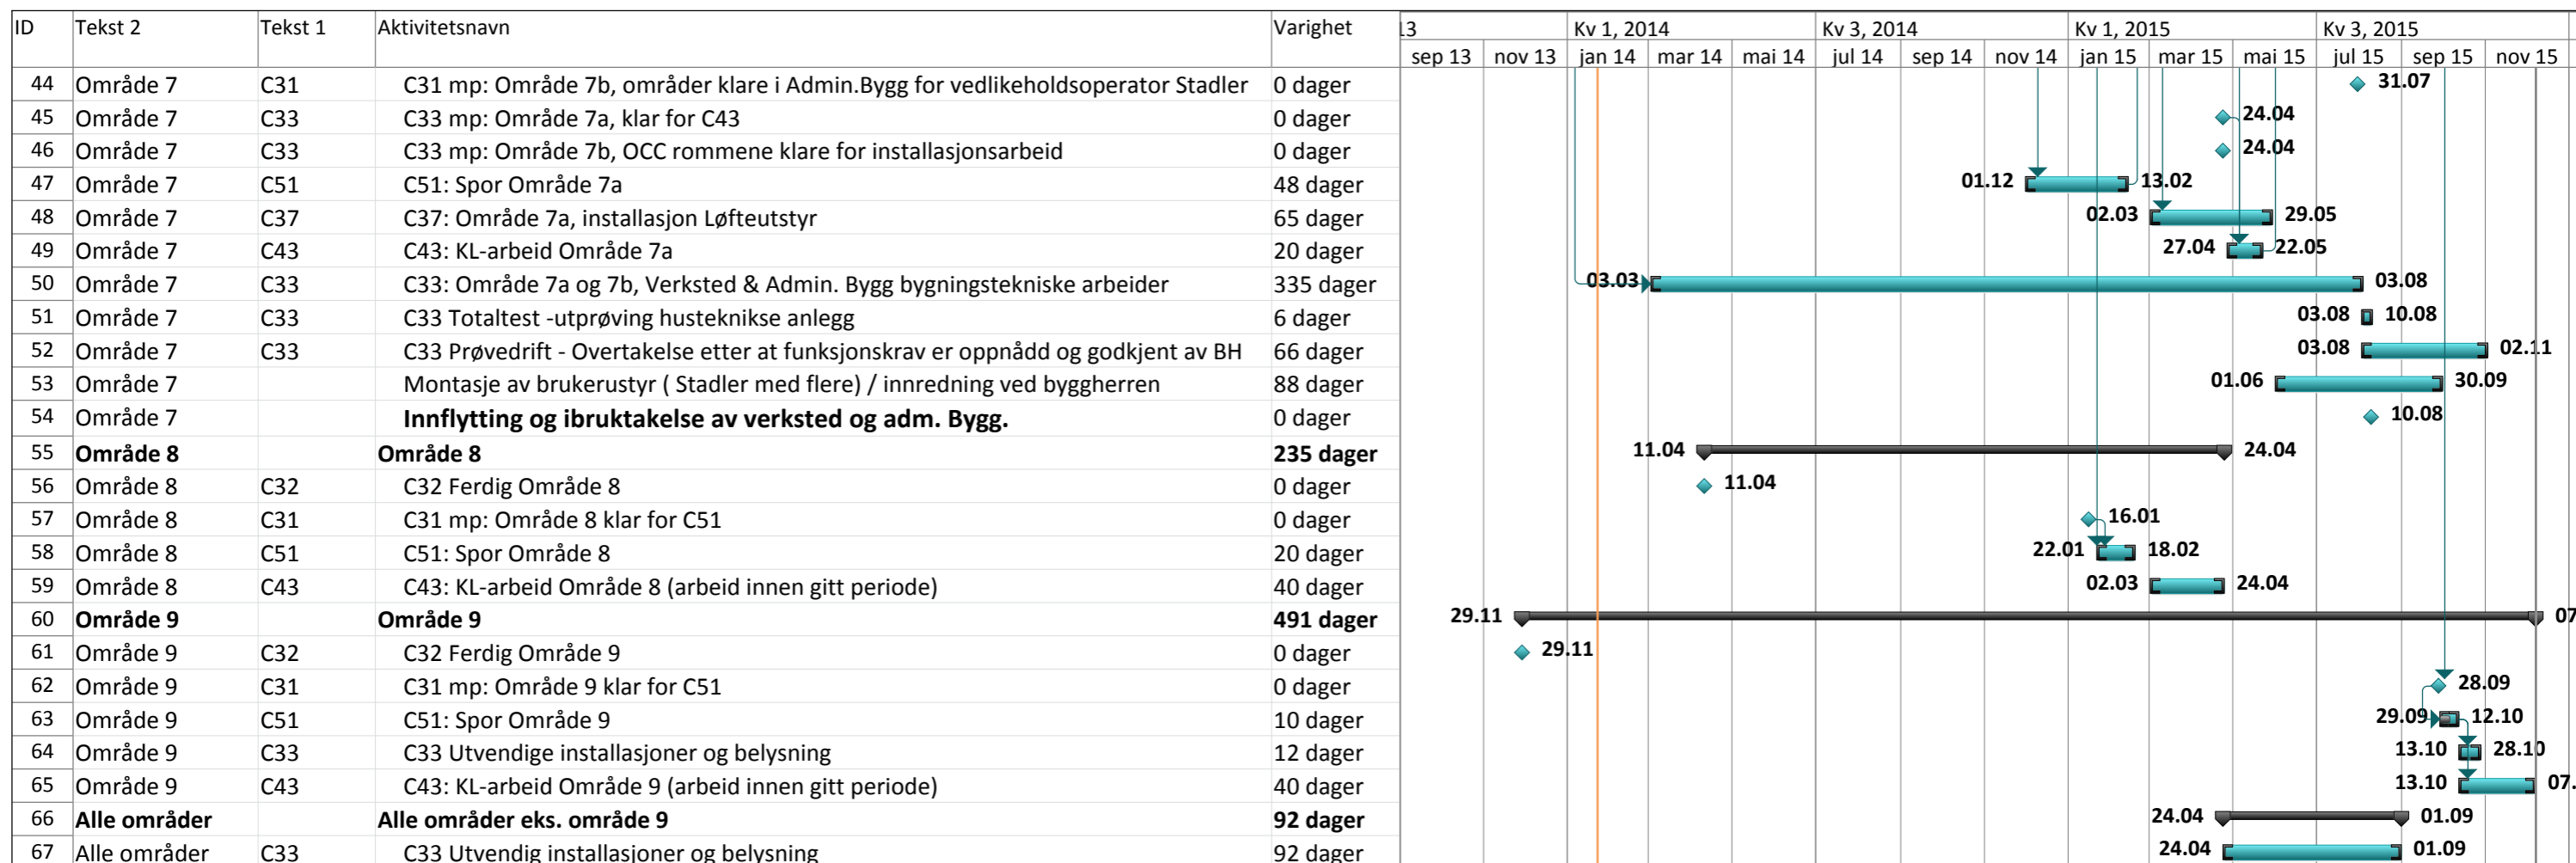 ID Tekst 2 Tekst 1 Aktivitetsnavn Varighet 13 Kv 1, 2014 Kv 3, 2014 Kv 1, 2015 Kv 3, 2015
sep 13 nov 13 jan 14 mar 14 mai 14 jul 14 sep 14 nov 14 jan 15 mar 15 mai 15 jul 15 sep 15 nov 15
44 Område 7 C31 C31 mp: Område 7b, områder klare i Admin.Bygg for vedlikeholdsoperator Stadler 0 dager 31.07
45 Område 7 C33 C33 mp: Område 7a, klar for C43 0 dager 24.04
46 Område 7 C33 C33 mp: Område 7b, OCC rommene klare for installasjonsarbeid 0 dager 24.04
47 Område 7 C51 C51: Spor Område 7a 48 dager 01.12 13.02
48 Område 7 C37 C37: Område 7a, installasjon Løfteutstyr 65 dager 02.03 29.05
49 Område 7 C43 C43: KL-arbeid Område 7a 20 dager 27.04 22.05
50 Område 7 C33 C33: Område 7a og 7b, Verksted & Admin. Bygg bygningstekniske arbeider 335 dager 03.03 03.08
51 Område 7 C33 C33 Totaltest -utprøving husteknikse anlegg 6 dager 03.08 10.08
52 Område 7 C33 C33 Prøvedrift - Overtakelse etter at funksjonskrav er oppnådd og godkjent av BH 66 dager 03.08 02.11
53 Område 7 Montasje av brukerustyr ( Stadler med flere) / innredning ved byggherren 88 dager 01.06 30.09
54 Område 7 Innflytting og ibruktakelse av verksted og adm. Bygg. 0 dager 10.08
55 Område 8 Område 8 235 dager 11.04 24.04
56 Område 8 C32 C32 Ferdig Område 8 0 dager 11.04
57 Område 8 C31 C31 mp: Område 8 klar for C51 0 dager 16.01
58 Område 8 C51 C51: Spor Område 8 20 dager 22.01 18.02
59 Område 8 C43 C43: KL-arbeid Område 8 (arbeid innen gitt periode) 40 dager 02.03 24.04
60 Område 9 Område 9 491 dager 29.11 07
61 Område 9 C32 C32 Ferdig Område 9 0 dager 29.11
62 Område 9 C31 C31 mp: Område 9 klar for C51 0 dager 28.09
63 Område 9 C51 C51: Spor Område 9 10 dager 29.09 12.10
64 Område 9 C33 C33 Utvendige installasjoner og belysning 12 dager 13.10 28.10
65 Område 9 C43 C43: KL-arbeid Område 9 (arbeid innen gitt periode) 40 dager 13.10 07.
66 Alle områder Alle områder eks. område 9 92 dager 24.04 01.09
67 Alle områder C33 C33 Utvendig installasjoner og belysning 92 dager 24.04 01.09